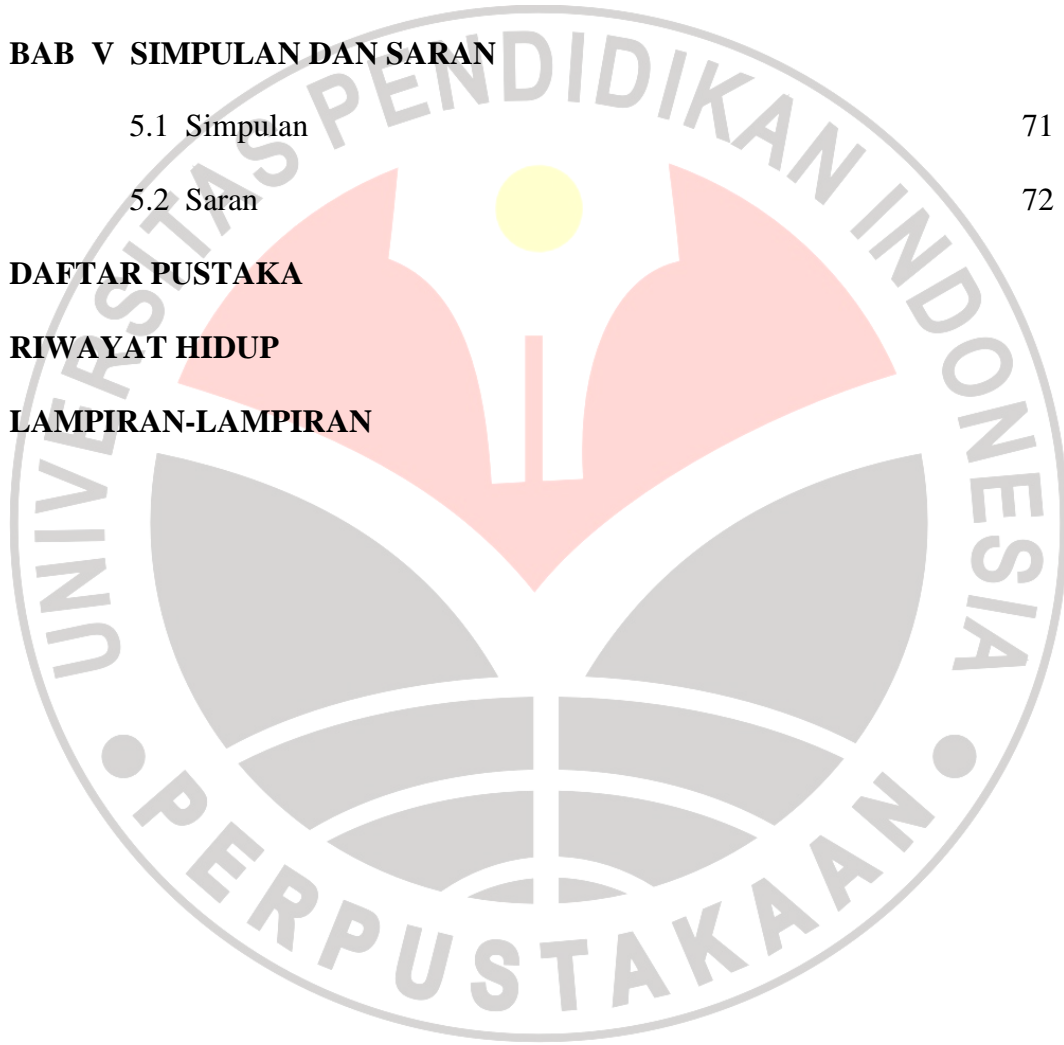 BAB V SIMPULAN DAN SARAN
5.1 Simpulan 71
5.2 Saran 72
DAFTAR PUSTAKA
RIWAYAT HIDUP
LAMPIRAN-LAMPIRAN
UNIVERSITAS PENDIDIKAN INDONESIA
PERPUSTAKAAN